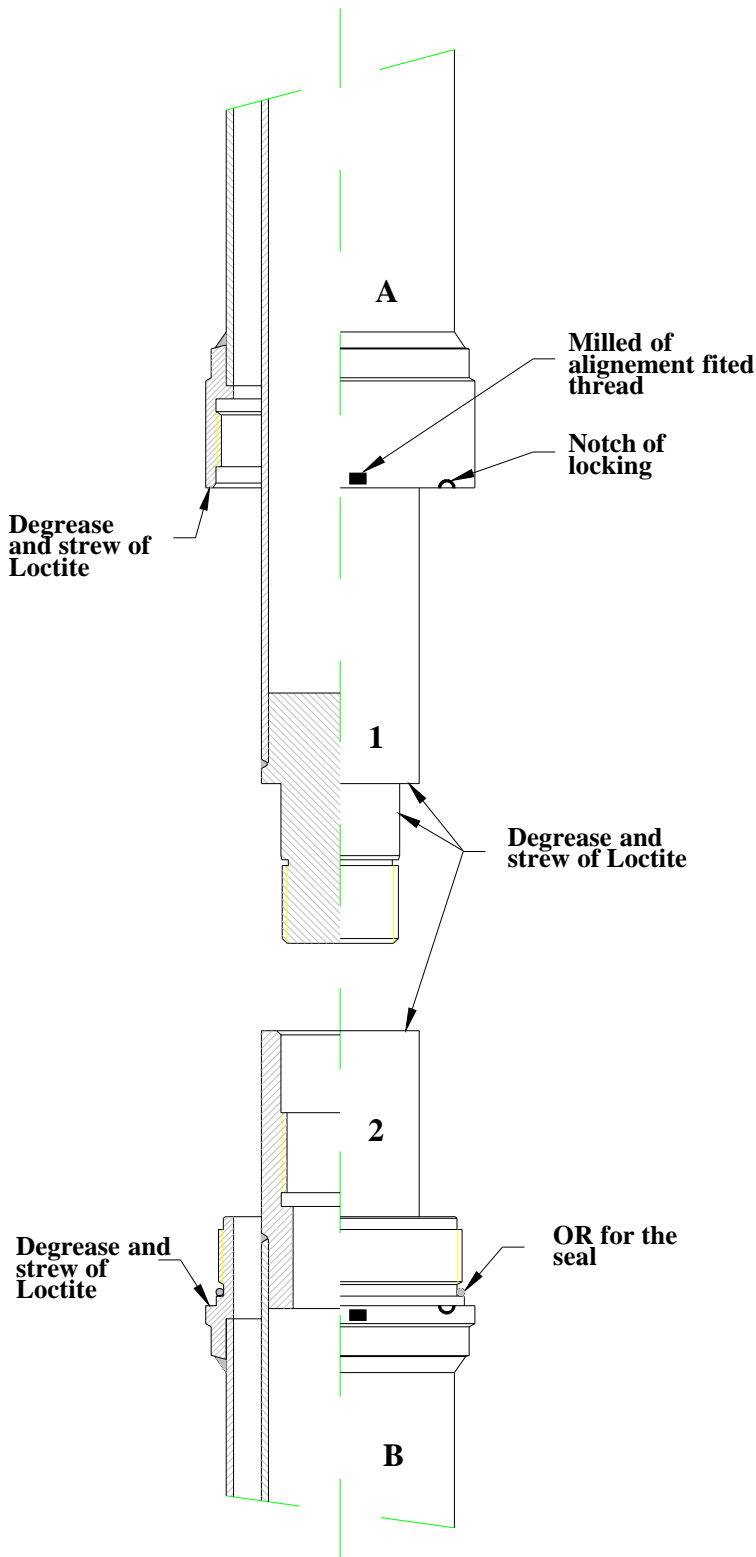 A
Milled of
alignement fited
thread
Notch of
locking
Degrease
and strew of
Loctite
1
Degrease and
strew of Loctite
2
Degrease and
strew of
Loctite
OR for the
seal
B